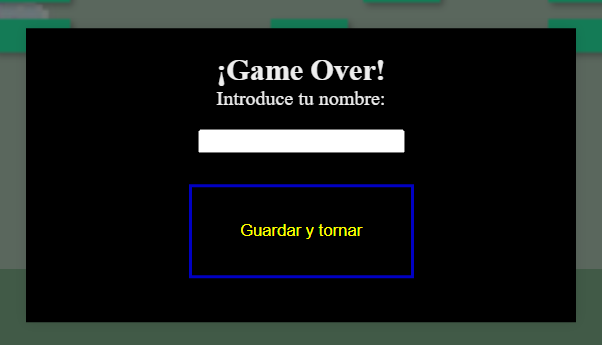 ¡Game Over!
Introduce tu nombre:
Guardar y tornar